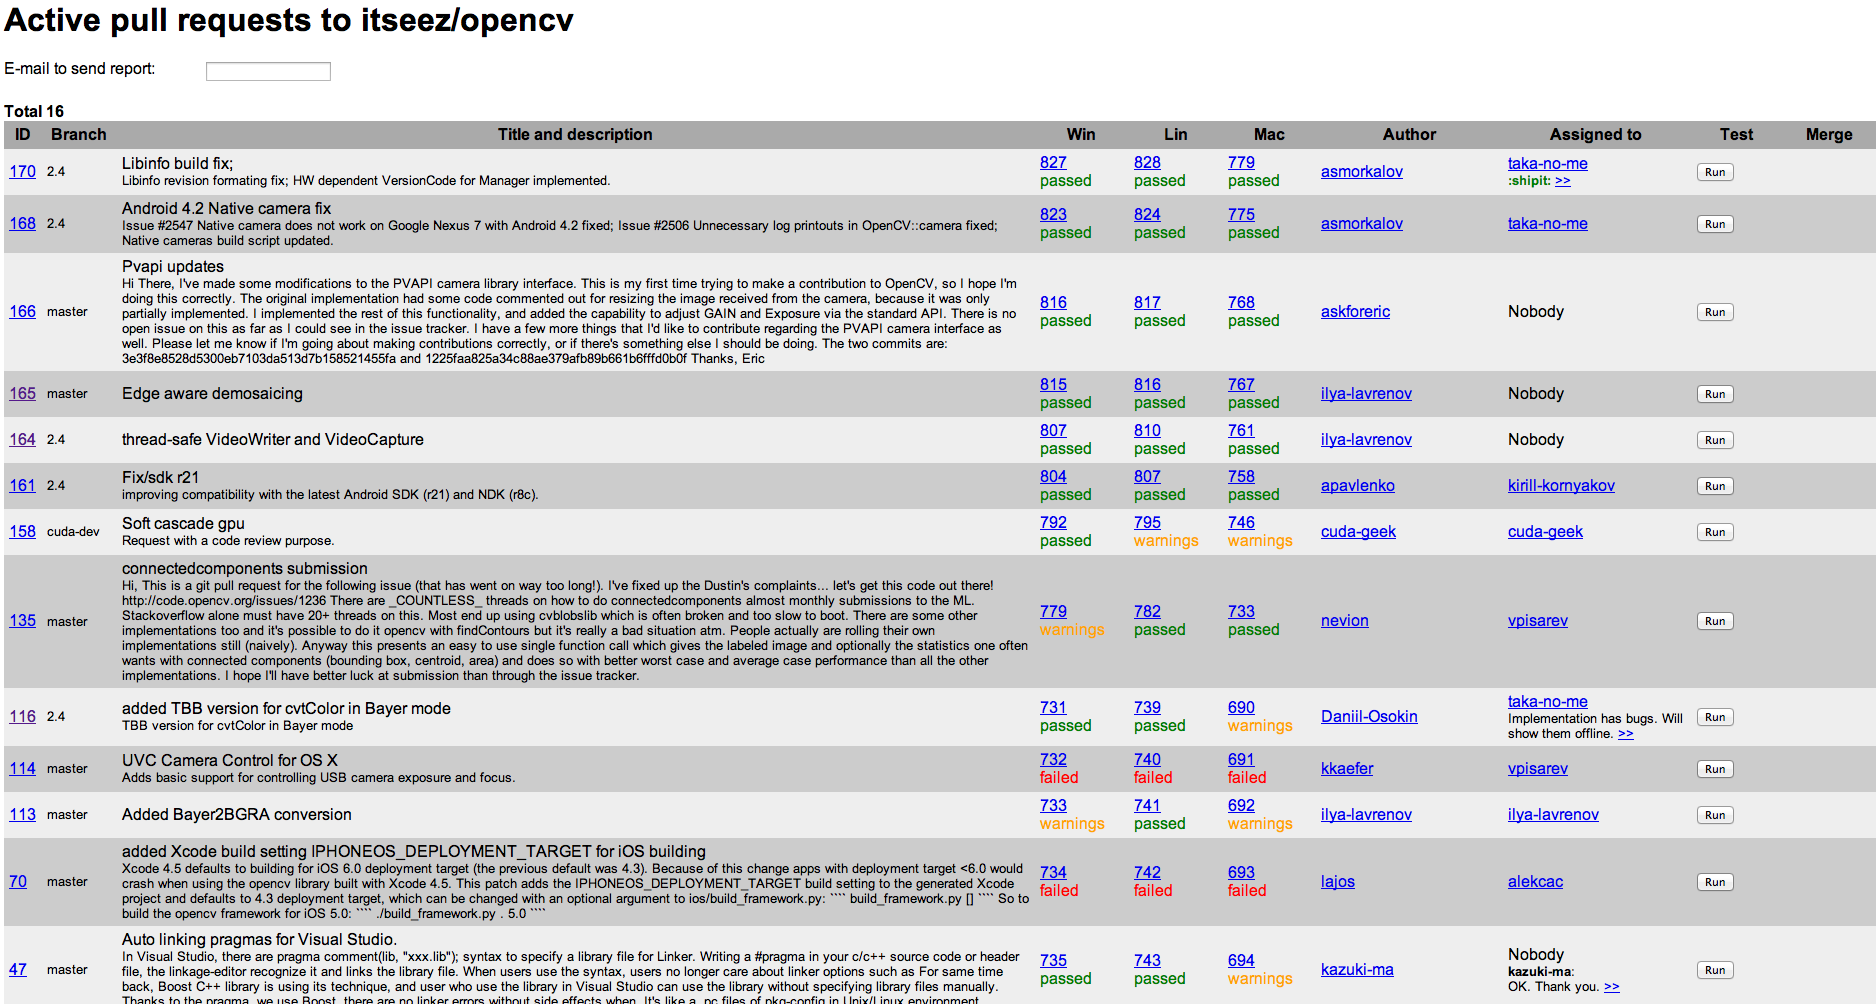 Active pull requests to itseez/opencv
E-mail to send report:
Total 16
ID Branch Title and description Win Lin Mac Author Assigned to Test Merge
170 2.4 Libinfo build fix; 827 828 779 asmorkalov taka-no-me Run
Libinfo revision formating fix; HW dependent VersionCode for Manager implemented. passed passed passed :shipit: >>
168 2.4 Android 4.2 Native camera fix 823 824 775 asmorkalov taka-no-me Run
Issue #2547 Native camera does not work on Google Nexus 7 with Android 4.2 fixed; Issue #2506 Unnecessary log printouts in OpenCV::camera fixed; passed passed passed
Native cameras build script updated.
Pvapi updates
Hi There, I've made some modifications to the PVAPI camera library interface. This is my first time trying to make a contribution to OpenCV, so I hope I'm
doing this correctly. The original implementation had some code commented out for resizing the image received from the camera, because it was only
166 master partially implemented. I implemented the rest of this functionality, and added the capability to adjust GAIN and Exposure via the standard API. There is no 816 817 768 askforeric Nobody Run
open issue on this as far as I could see in the issue tracker. I have a few more things that I'd like to contribute regarding the PVAPI camera interface as passed passed passed
well. Please let me know if I'm going about making contributions correctly, or if there's something else I should be doing. The two commits are:
3e3f8e8528d5300eb7103da513d7b158521455fa and 1225faa825a34c88ae379afb89b661b6fffd0b0f Thanks, Eric
165 master Edge aware demosaicing 815 816 767 ilya-lavrenov Nobody Run
passed passed passed
164 2.4 thread-safe VideoWriter and VideoCapture 807 810 761 ilya-lavrenov Nobody Run
passed passed passed
161 2.4 Fix/sdk r21 804 807 758 apavlenko kirill-kornyakov Run
improving compatibility with the latest Android SDK (r21) and NDK (r8c). passed passed passed
158 cuda-dev Soft cascade gpu 792 795 746 cuda-geek cuda-geek Run
Request with a code review purpose. passed warnings warnings
connectedcomponents submission
Hi, This is a git pull request for the following issue (that has went on way too long!). I've fixed up the Dustin's complaints... let's get this code out there!
http://code.opencv.org/issues/1236 There are _COUNTLESS_ threads on how to do connectedcomponents almost monthly submissions to the ML.
Stackoverflow alone must have 20+ threads on this. Most end up using cvblobslib which is often broken and too slow to boot. There are some other
135 master implementations too and it's possible to do it opencv with findContours but it's really a bad situation atm. People actually are rolling their own 779 782 733 nevion vpisarev Run
implementations still (naively). Anyway this presents an easy to use single function call which gives the labeled image and optionally the statistics one often warnings passed passed
wants with connected components (bounding box, centroid, area) and does so with better worst case and average case performance than all the other
implementations. I hope I'll have better luck at submission than through the issue tracker.
116 2.4 added TBB version for cvtColor in Bayer mode 731 739 690 Daniil-Osokin taka-no-me Run
TBB version for cvtColor in Bayer mode passed passed warnings Implementation has bugs. Will
show them offline. >>
114 master UVC Camera Control for OS X 732 740 691 kkaefer vpisarev Run
Adds basic support for controlling USB camera exposure and focus. failed failed failed
113 master Added Bayer2BGRA conversion 733 741 692 ilya-lavrenov ilya-lavrenov Run
warnings passed warnings
added Xcode build setting IPHONEOS_DEPLOYMENT_TARGET for iOS building
Xcode 4.5 defaults to building for iOS 6.0 deployment target (the previous default was 4.3). Because of this change apps with deployment target <6.0 would
70 master crash when using the opencv library built with Xcode 4.5. This patch adds the IPHONEOS_DEPLOYMENT_TARGET build setting to the generated Xcode 734 742 693 lajos alekcac Run
project and defaults to 4.3 deployment target, which can be changed with an optional argument to ios/build_framework.py: ```` build_framework.py [] ```` So to failed failed failed
build the opencv framework for iOS 5.0: ```` ./build_framework.py . 5.0 ````
Auto linking pragmas for Visual Studio.
In Visual Studio, there are pragma comment(lib, "xxx.lib"); syntax to specify a library file for Linker. Writing a #pragma in your c/c++ source code or header Nobody
47 master file, the linkage-editor recognize it and links the library file. When users use the syntax, users no longer care about linker options such as For same time 735 743 694 kazuki-ma kazuki-ma: Run
back, Boost C++ library is using its technique, and user who use the library in Visual Studio can use the library without specifying library files manually. passed passed warnings OK. Thank you. >>
Thanks to the pragma, we use Boost, there are no linker errors without side effects when. It's like a .pc files of pkg-config in Unix/Linux environment.